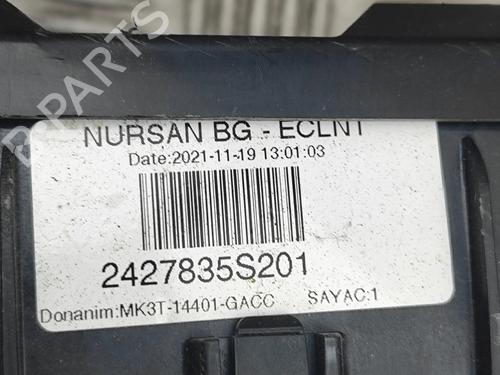 NURSAN BG - ECLNT
Date:2021-11-19 13:01:03
2427835S201
Donanim:MK3T-14401-GACC SAYAC:1
B-PARTS